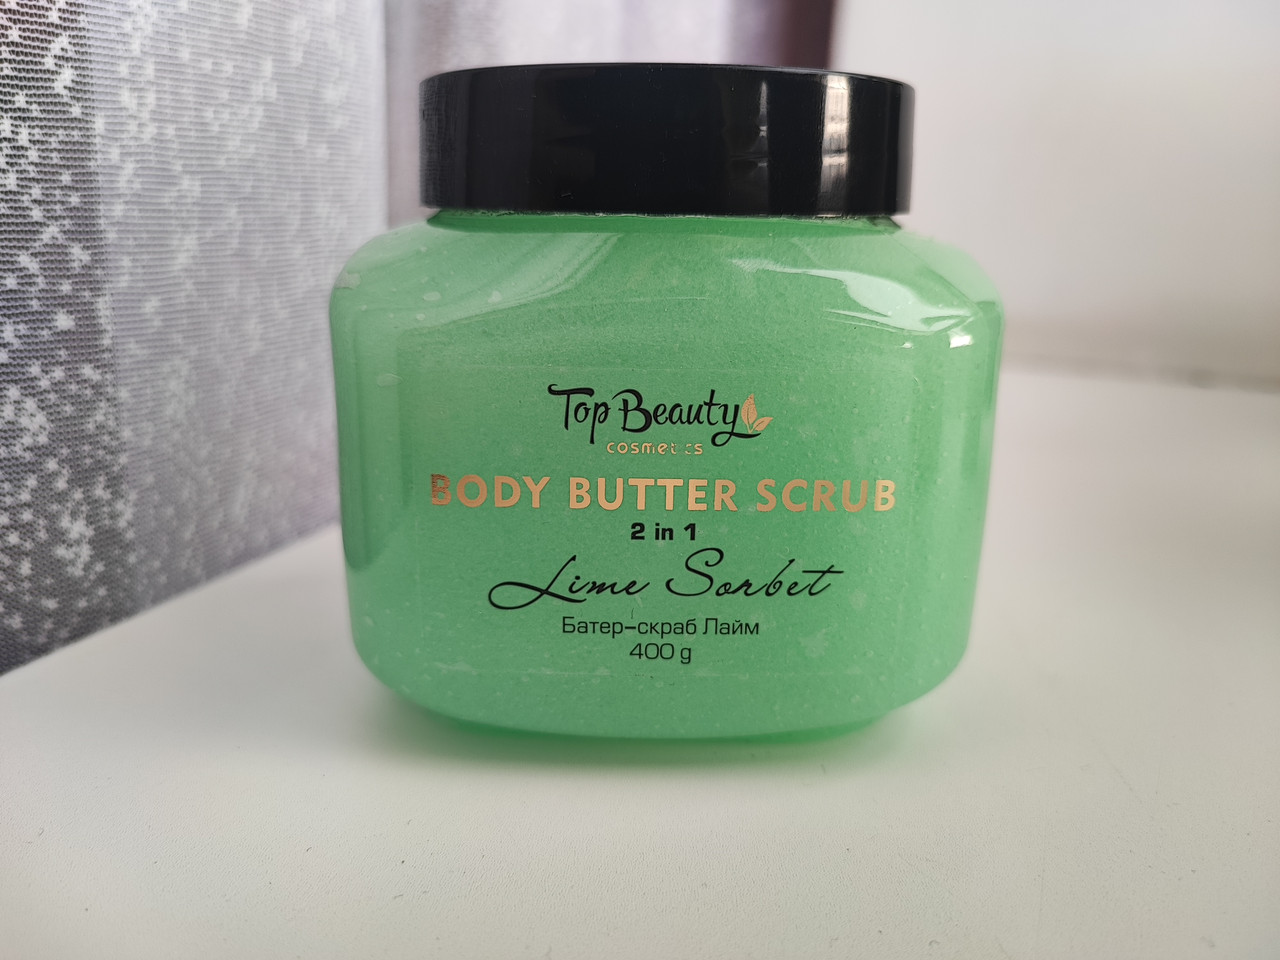 Top Beauty
cosmetics
BODY BUTTER SCRUB
2 in 1
Lime Sorbet
Батер-скраб Лайм
400 g